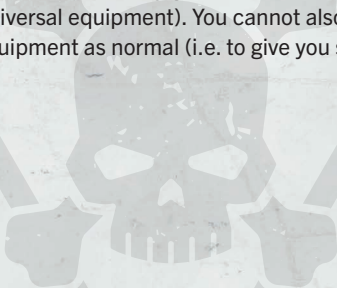 iversal equipment). You cannot also
uipment as normal (i.e. to give you s